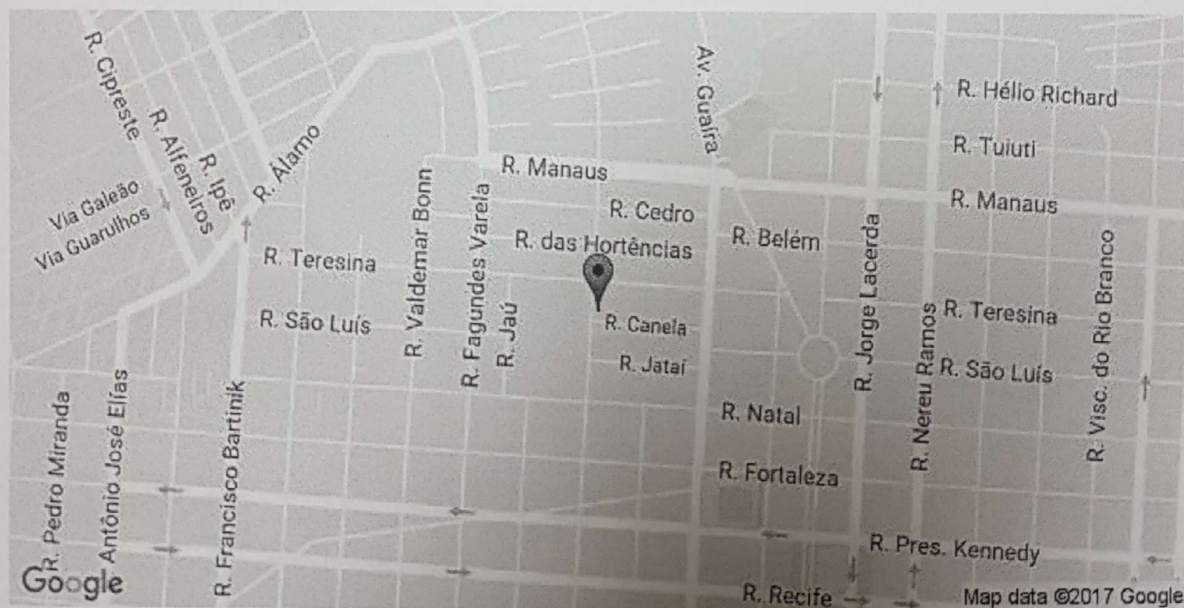 R. Cipreste
R. Alfeneiros
R. Ipê
R. Álamo
Via Galeão
Via Guarulhos
Av. Guaíra
R. Hélio Richard
R. Tuiuti
R. Manaus
R. Manaus
R. Cedro
R. Belém
R. das Hortências
R. Teresina
R. Valdemar Bonn
R. Fagundes Varela
R. Jaú
R. São Luís
R. Canela
R. Jataí
R. Jorge Lacerda
R. Nereu Ramos
R. Teresina
R. São Luís
R. Visc. do Rio Branco
R. Natal
R. Fortaleza
R. Pedro Miranda
Antônio José Elías
R. Francisco Bartinik
R. Pres. Kennedy
R. Recife
Google
Map data ©2017 Google